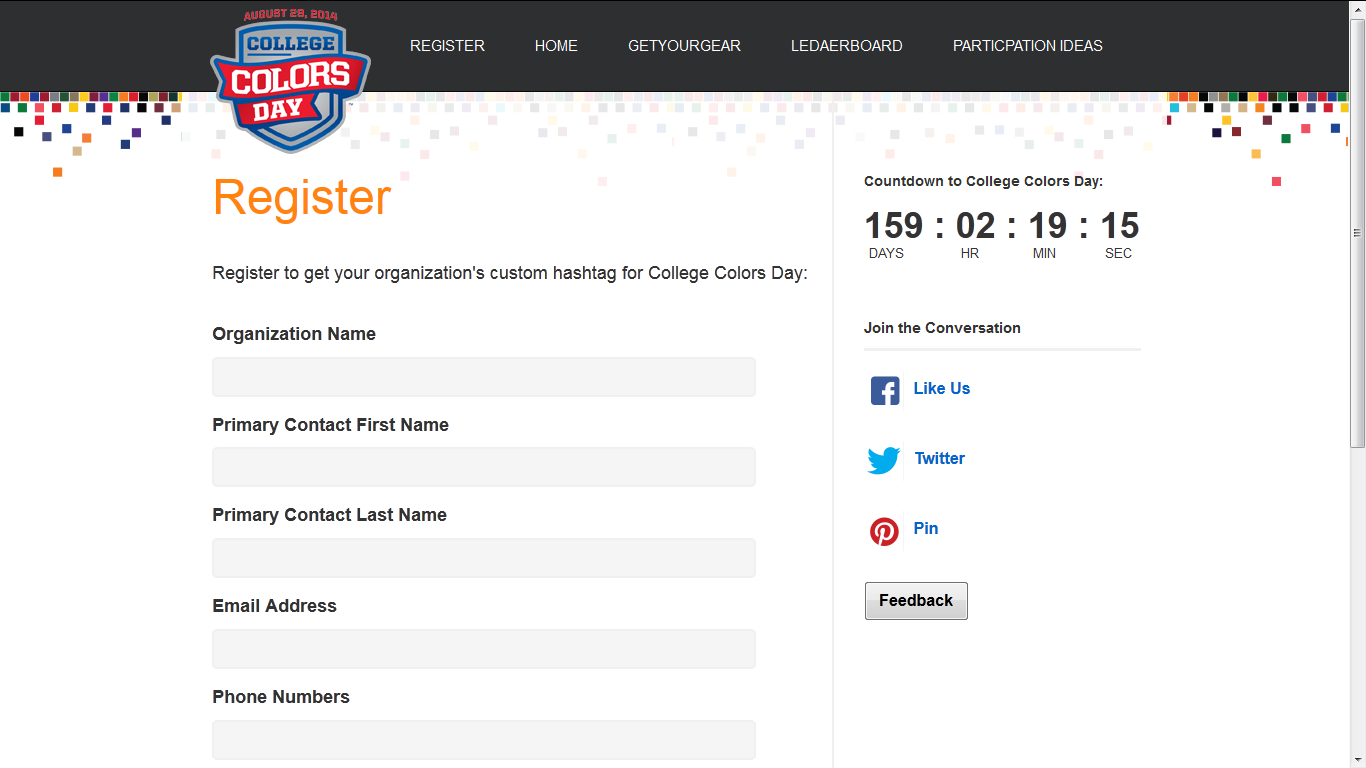 AUGUST 29, 2014
COLLEGE
COLORS
DAY
REGISTER HOME GETYOURGEAR LEDAERBOARD PARTICPATION IDEAS
Register
Register to get your organization's custom hashtag for College Colors Day:
Organization Name
Primary Contact First Name
Primary Contact Last Name
Email Address
Phone Numbers
Countdown to College Colors Day:
159 : 02 : 19 : 15
DAYS HR MIN SEC
Join the Conversation
Like Us
Twitter
Pin
Feedback